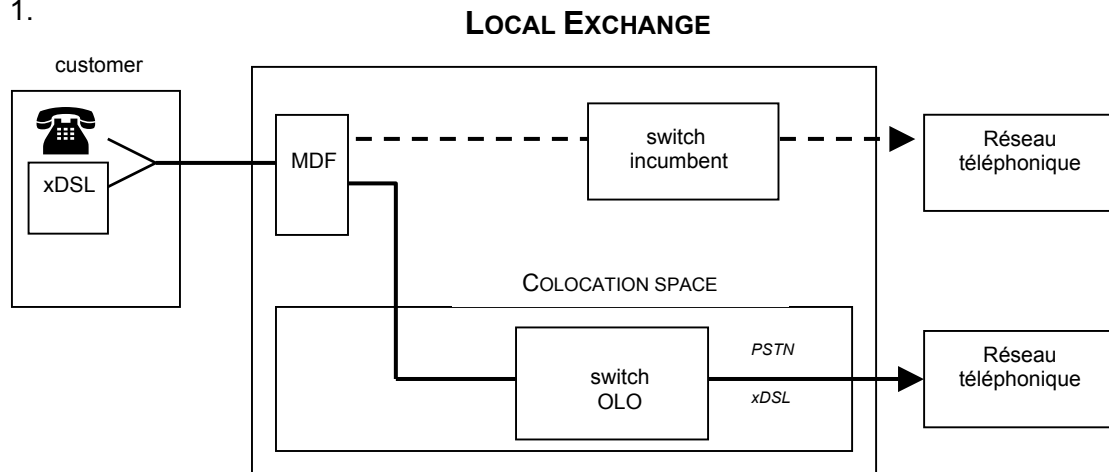 1.
LOCAL EXCHANGE
customer
xDSL
MDF
switch
incumbent
Réseau
téléphonique
COLOCATION SPACE
switch
OLO
PSTN
xDSL
Réseau
téléphonique